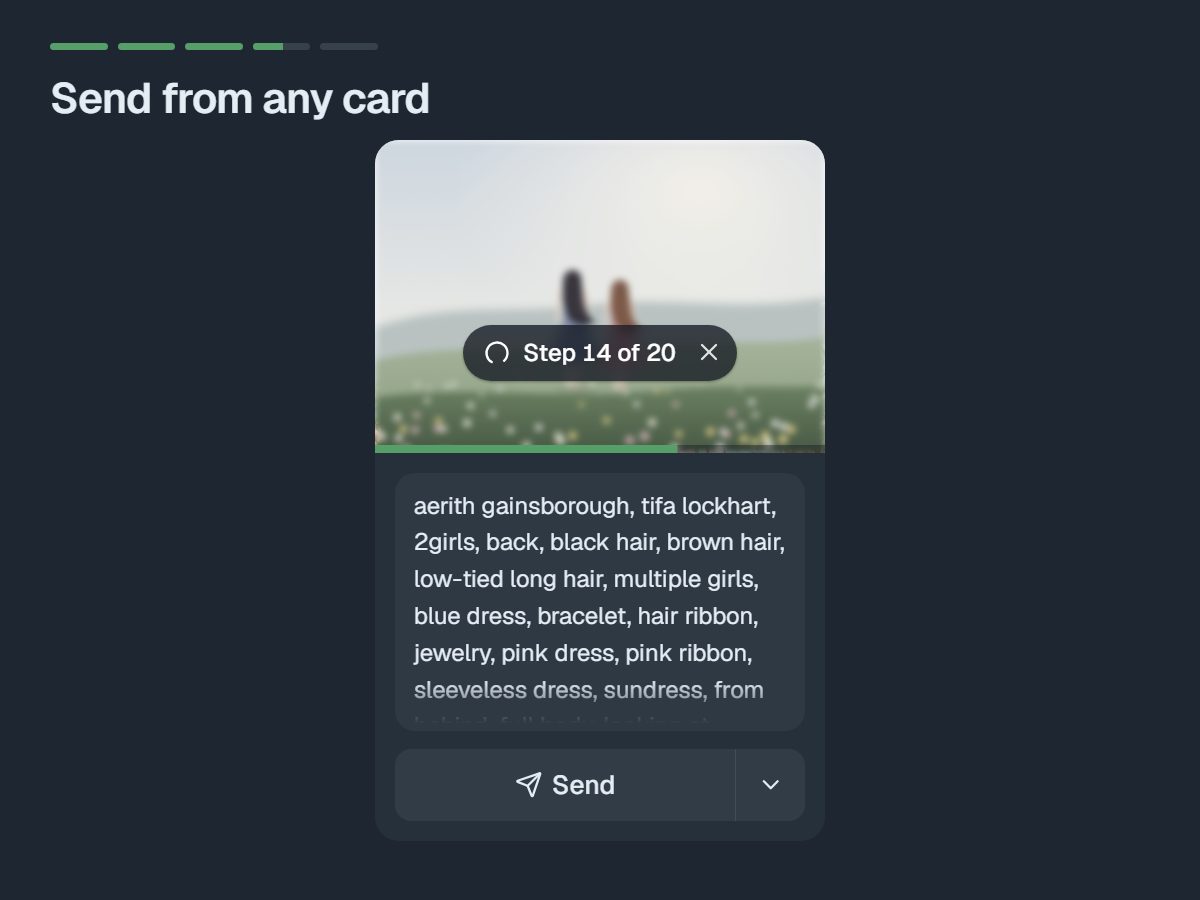 Send from any card
Step 14 of 20
aerith gainsborough, tifa lockhart,
2girls, back, black hair, brown hair,
low-tied long hair, multiple girls,
blue dress, bracelet, hair ribbon,
jewelry, pink dress, pink ribbon,
sleeveless dress, sundress, from
Send